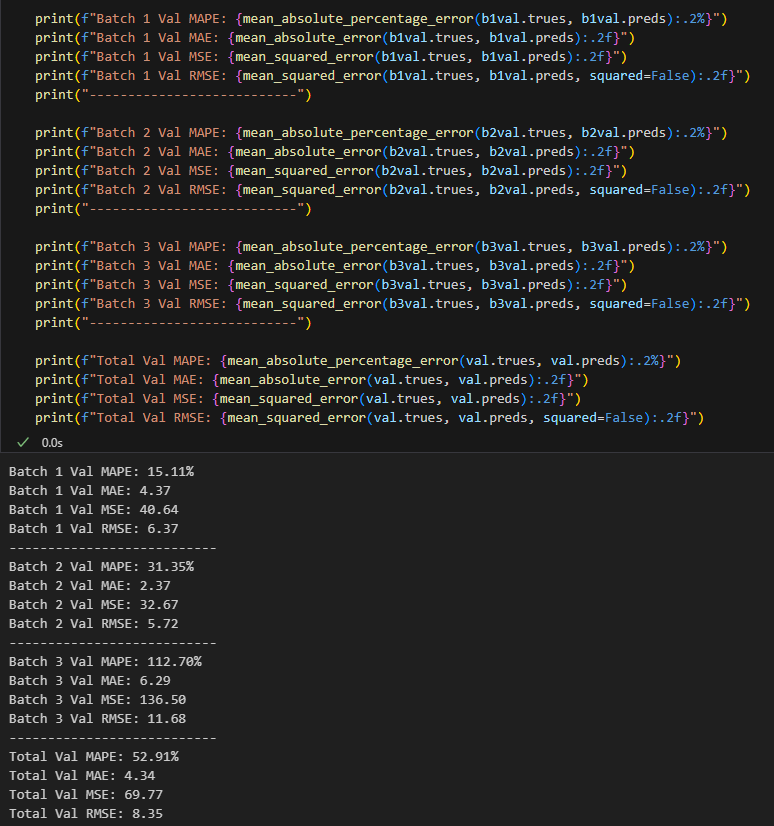 print(f"Batch 1 Val MAPE: {mean_absolute_percentage_error(b1val.trues, b1val.preds):.2%}")
print(f"Batch 1 Val MAE: {mean_absolute_error(b1val.trues, b1val.preds):.2f}")
print(f"Batch 1 Val MSE: {mean_squared_error(b1val.trues, b1val.preds):.2f}")
print(f"Batch 1 Val RMSE: {mean_squared_error(b1val.trues, b1val.preds, squared=False):.2f}")
print("---------------------------")
print(f"Batch 2 Val MAPE: {mean_absolute_percentage_error(b2val.trues, b2val.preds):.2%}")
print(f"Batch 2 Val MAE: {mean_absolute_error(b2val.trues, b2val.preds):.2f}")
print(f"Batch 2 Val MSE: {mean_squared_error(b2val.trues, b2val.preds):.2f}")
print(f"Batch 2 Val RMSE: {mean_squared_error(b2val.trues, b2val.preds, squared=False):.2f}")
print("---------------------------")
print(f"Batch 3 Val MAPE: {mean_absolute_percentage_error(b3val.trues, b3val.preds):.2%}")
print(f"Batch 3 Val MAE: {mean_absolute_error(b3val.trues, b3val.preds):.2f}")
print(f"Batch 3 Val MSE: {mean_squared_error(b3val.trues, b3val.preds):.2f}")
print(f"Batch 3 Val RMSE: {mean_squared_error(b3val.trues, b3val.preds, squared=False):.2f}")
print("---------------------------")
print(f"Total Val MAPE: {mean_absolute_percentage_error(val.trues, val.preds):.2%}")
print(f"Total Val MAE: {mean_absolute_error(val.trues, val.preds):.2f}")
print(f"Total Val MSE: {mean_squared_error(val.trues, val.preds):.2f}")
print(f"Total Val RMSE: {mean_squared_error(val.trues, val.preds, squared=False):.2f}")
0.0s
Batch 1 Val MAPE: 15.11%
Batch 1 Val MAE: 4.37
Batch 1 Val MSE: 40.64
Batch 1 Val RMSE: 6.37
---------------------------
Batch 2 Val MAPE: 31.35%
Batch 2 Val MAE: 2.37
Batch 2 Val MSE: 32.67
Batch 2 Val RMSE: 5.72
---------------------------
Batch 3 Val MAPE: 112.70%
Batch 3 Val MAE: 6.29
Batch 3 Val MSE: 136.50
Batch 3 Val RMSE: 11.68
---------------------------
Total Val MAPE: 52.91%
Total Val MAE: 4.34
Total Val MSE: 69.77
Total Val RMSE: 8.35